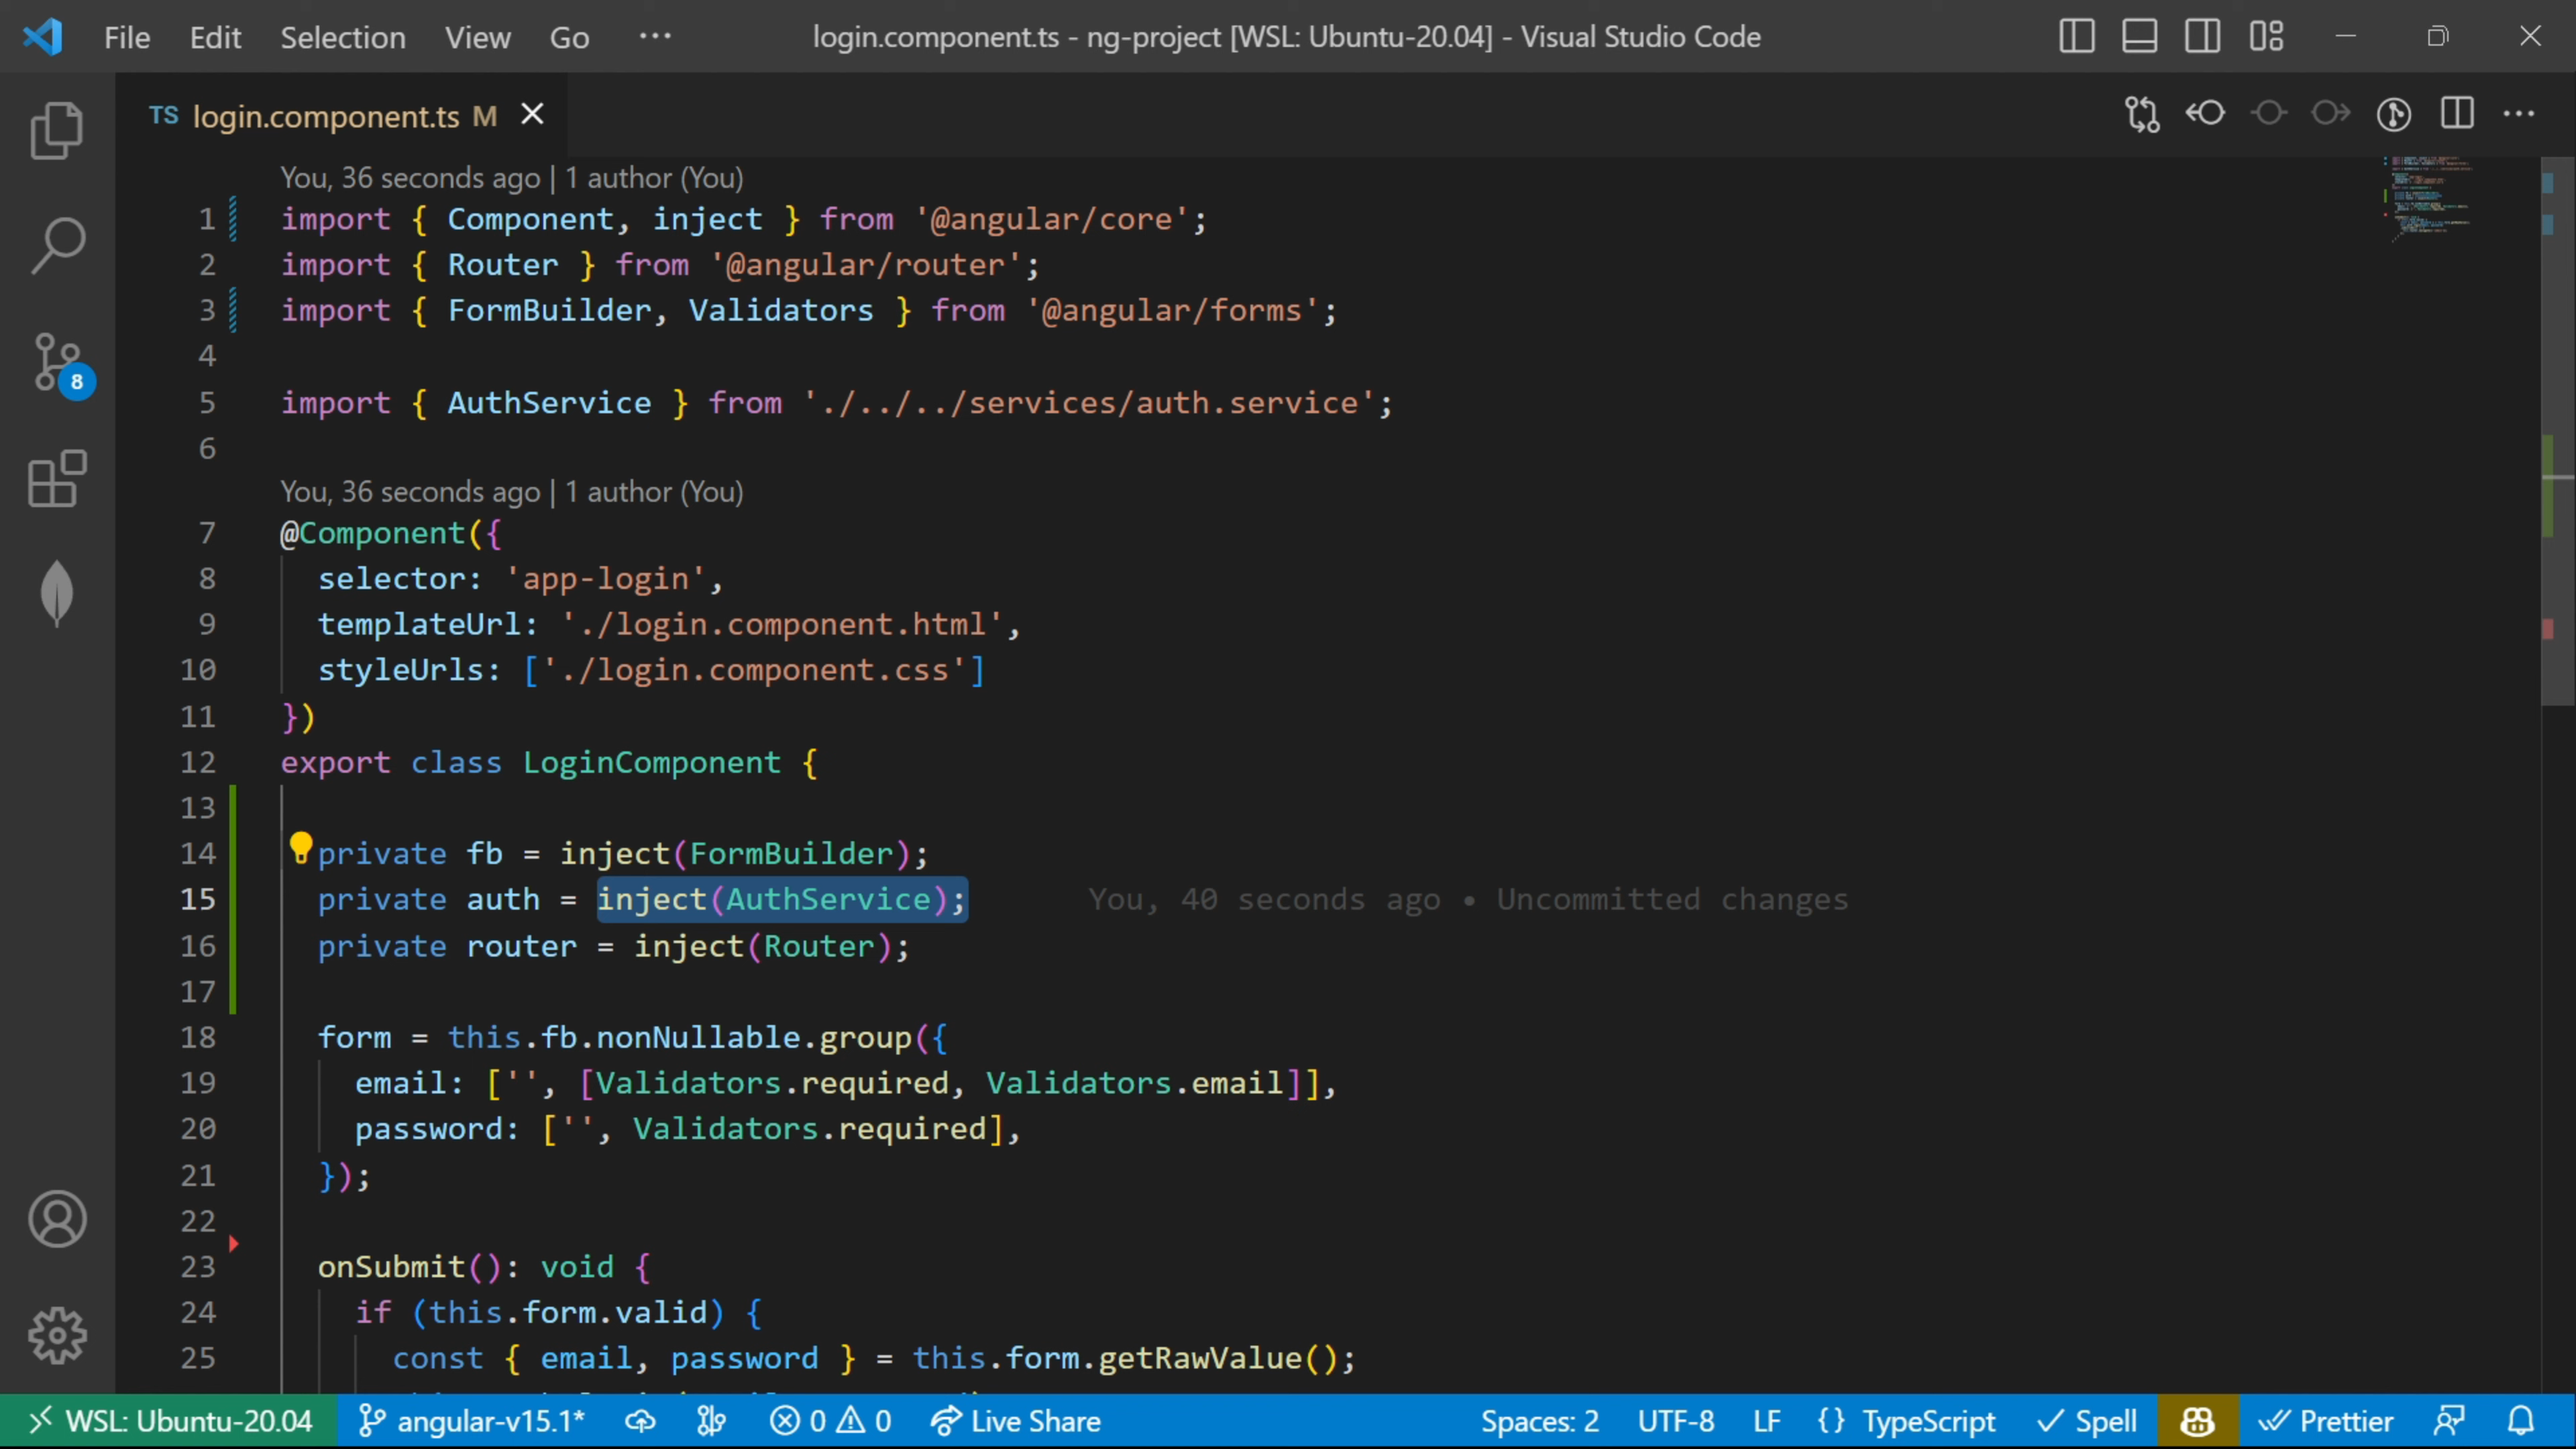 File Edit Selection View Go ···
login.component.ts - ng-project [WSL: Ubuntu-20.04] - Visual Studio Code
TS login.component.ts M
You, 36 seconds ago | 1 author (You)
1 import { Component, inject } from '@angular/core';
2 import { Router } from '@angular/router';
3 import { FormBuilder, Validators } from '@angular/forms';
4
5 import { AuthService } from './../../services/auth.service';
6
You, 36 seconds ago | 1 author (You)
7 @Component({
8 selector: 'app-login',
9 templateUrl: './login.component.html',
10 styleUrls: ['./login.component.css']
11 })
12 export class LoginComponent {
13
14 private fb = inject(FormBuilder);
15 private auth = inject(AuthService); You, 40 seconds ago • Uncommitted changes
16 private router = inject(Router);
17
18 form = this.fb.nonNullable.group({
19 email: ['', [Validators.required, Validators.email]],
20 password: ['', Validators.required],
21 });
22
23 onSubmit(): void {
24 if (this.form.valid) {
25 const { email, password } = this.form.getRawValue();
8
WSL: Ubuntu-20.04 angular-v15.1* 0 0 Live Share Spaces: 2 UTF-8 LF {} TypeScript Spell Prettier